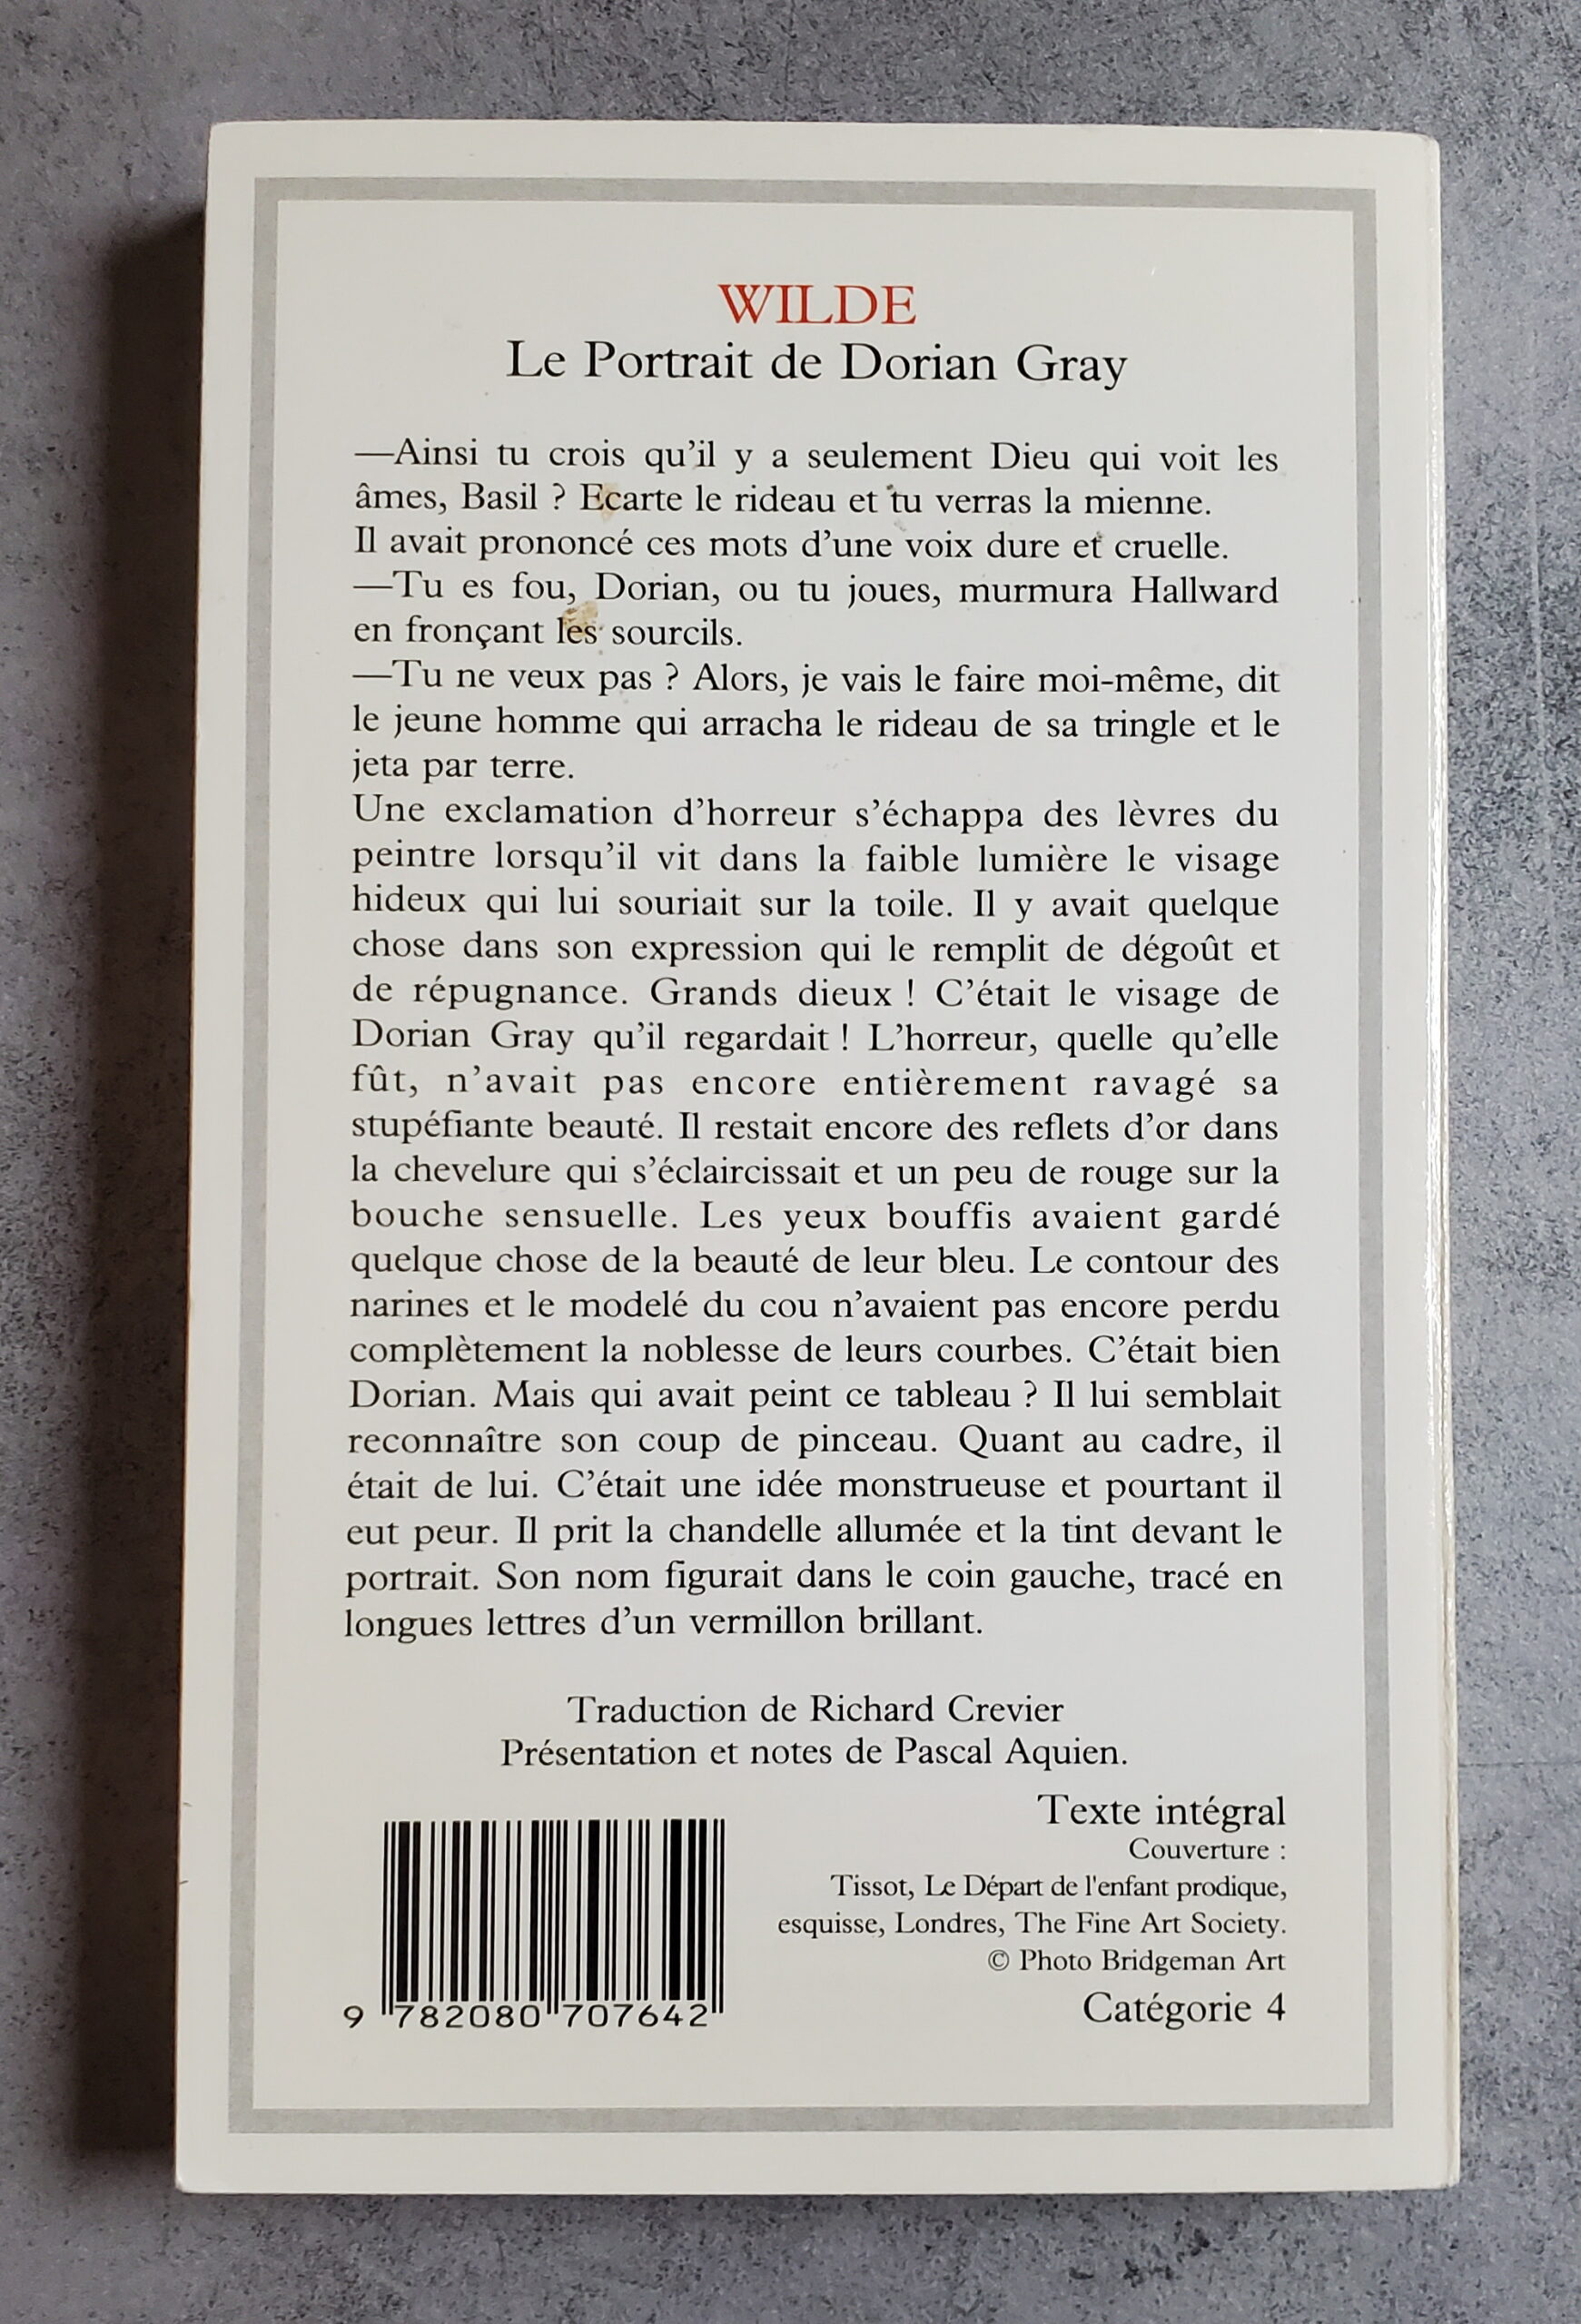 WILDE
Le Portrait de Dorian Gray
—Ainsi tu crois qu'il y a seulement Dieu qui voit les
âmes, Basil ? Ecarte le rideau et tu verras la mienne.
Il avait prononcé ces mots d'une voix dure et cruelle.
—Tu es fou, Dorian, ou tu joues, murmura Hallward
en fronçant les sourcils.
—Tu ne veux pas ? Alors, je vais le faire moi-même, dit
le jeune homme qui arracha le rideau de sa tringle et le
jeta par terre.
Une exclamation d'horreur s'échappa des lèvres du
peintre lorsqu'il vit dans la faible lumière le visage
hideux qui lui souriait sur la toile. Il y avait quelque
chose dans son expression qui le remplit de dégoût et
de répugnance. Grands dieux ! C'était le visage de
Dorian Gray qu'il regardait ! L'horreur, quelle qu'elle
fût, n'avait pas encore entièrement ravagé sa
stupéfiante beauté. Il restait encore des reflets d'or dans
la chevelure qui s'éclaircissait et un peu de rouge sur la
bouche sensuelle. Les yeux bouffis avaient gardé
quelque chose de la beauté de leur bleu. Le contour des
narines et le modelé du cou n'avaient pas encore perdu
complètement la noblesse de leurs courbes. C'était bien
Dorian. Mais qui avait peint ce tableau ? Il lui semblait
reconnaître son coup de pinceau. Quant au cadre, il
était de lui. C'était une idée monstrueuse et pourtant il
eut peur. Il prit la chandelle allumée et la tint devant le
portrait. Son nom figurait dans le coin gauche, tracé en
longues lettres d'un vermillon brillant.
Traduction de Richard Crevier
Présentation et notes de Pascal Aquien.
Texte intégral
Couverture :
Tissot, Le Départ de l'enfant prodique,
esquisse, Londres, The Fine Art Society.
© Photo Bridgeman Art
Catégorie 4
9 782080 707642